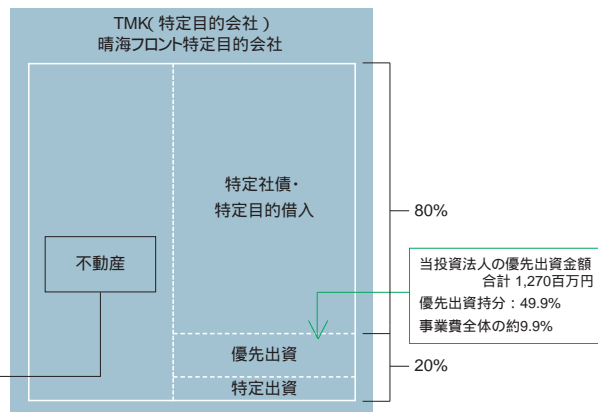 TMK(特定目的会社)
晴海フロント特定目的会社
特定社債・
特定目的借入
80%
不動産
当投資法人の優先出資金額
合計 1,270百万円
優先出資持分：49.9%
事業費全体の約9.9%
優先出資
20%
特定出資